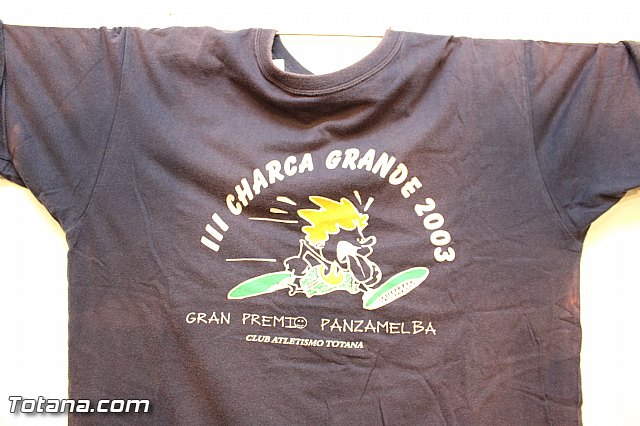 III CHARCA GRANDE 2003
GRAN PREMIO PANZAMELBA
CLUB ATLETISMO TOTANA
Totana.com